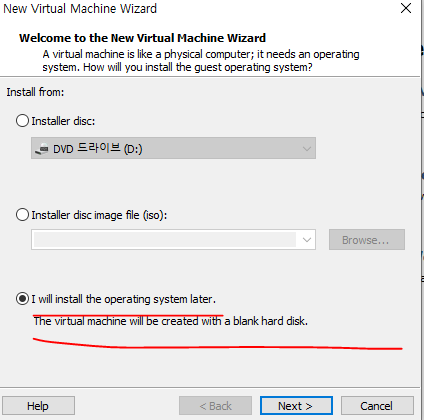 New Virtual Machine Wizard
Welcome to the New Virtual Machine Wizard
A virtual machine is like a physical computer; it needs an operating
system. How will you install the guest operating system?
Install from:
Installer disc:
DVD 드라이브 (D:)
Installer disc image file (iso):
Browse...
I will install the operating system later.
The virtual machine will be created with a blank hard disk.
Help
< Back
Next >
Cancel